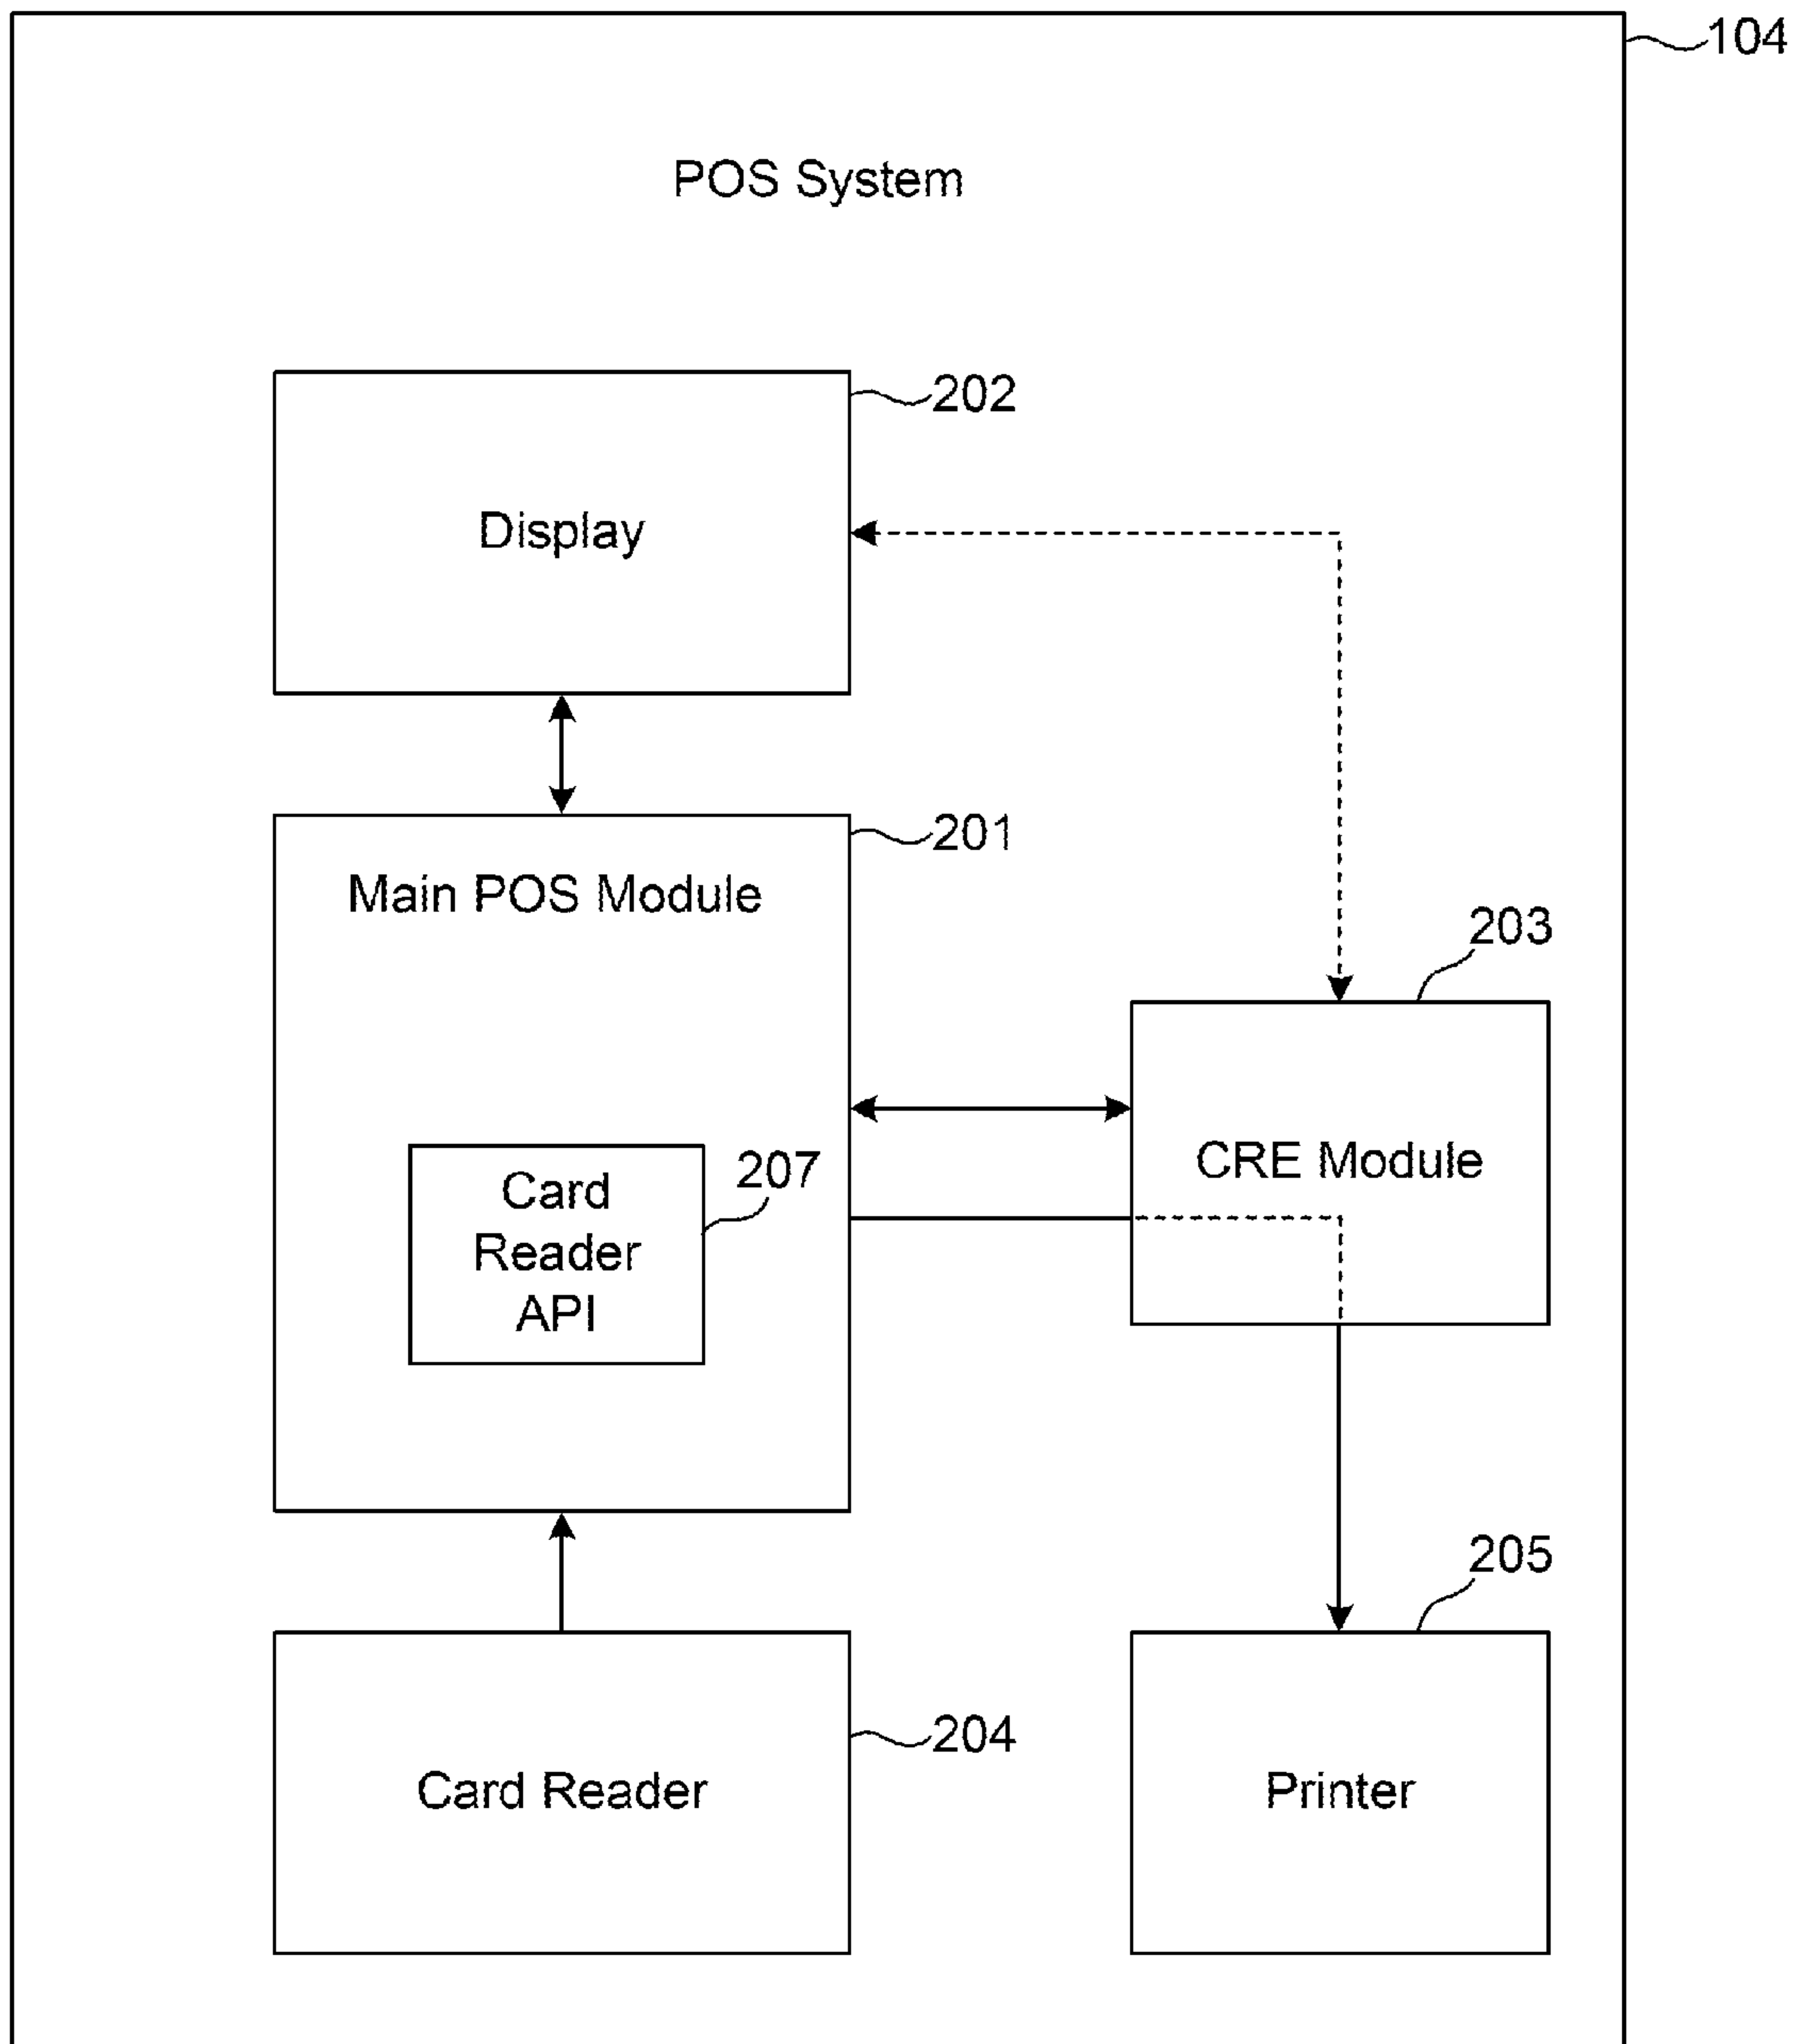 104
POS System
202
Display
201
Main POS Module
203
CRE Module
207
Card
Reader
API
205
204
Card Reader
Printer